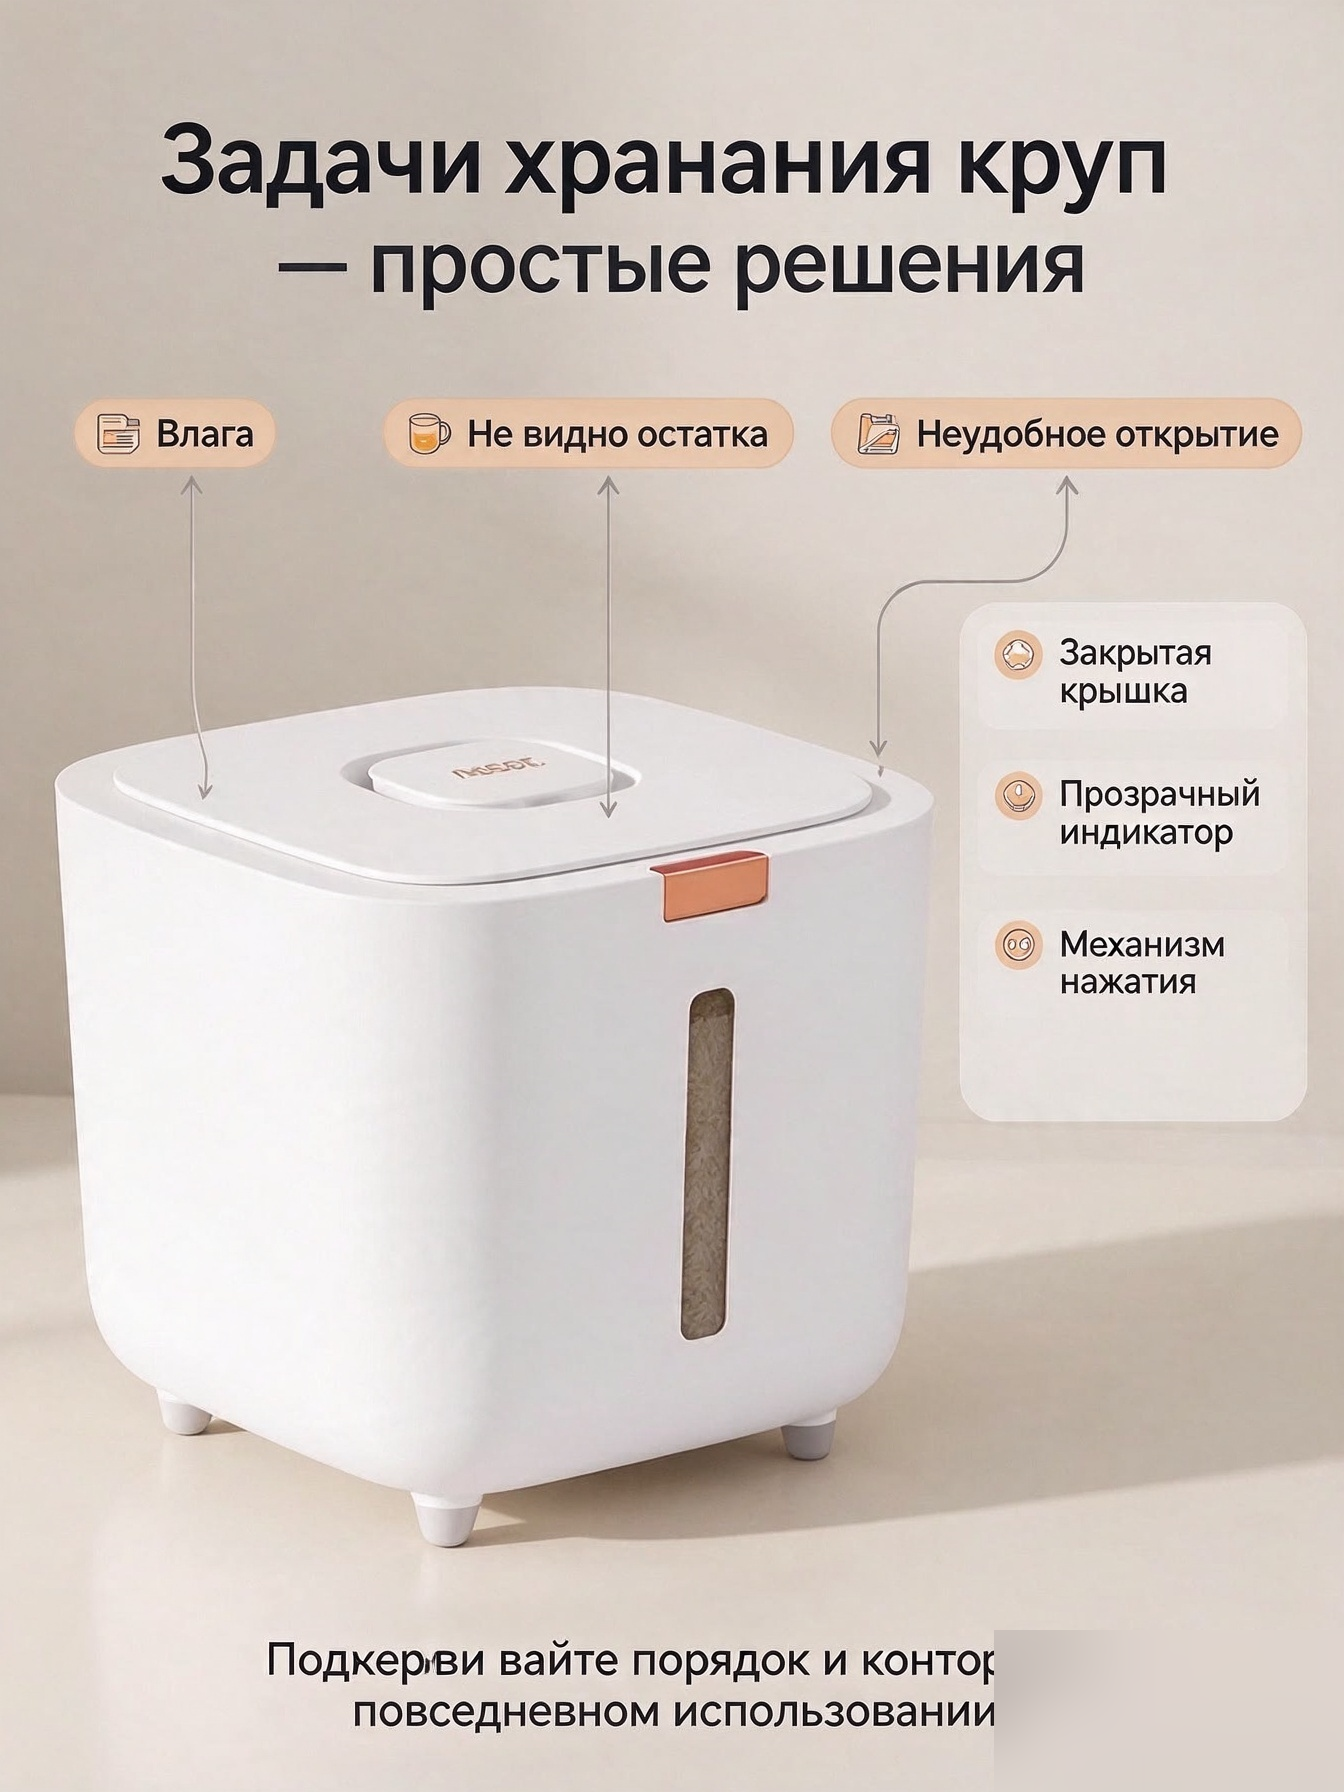 Задачи хранания круп
— простые решения
Влага
Не видно остатка
Неудобное открытие
Закрытая
крышка
Прозрачный
индикатор
Механизм
нажатия
вайте порядок и контор
повседневном использовании